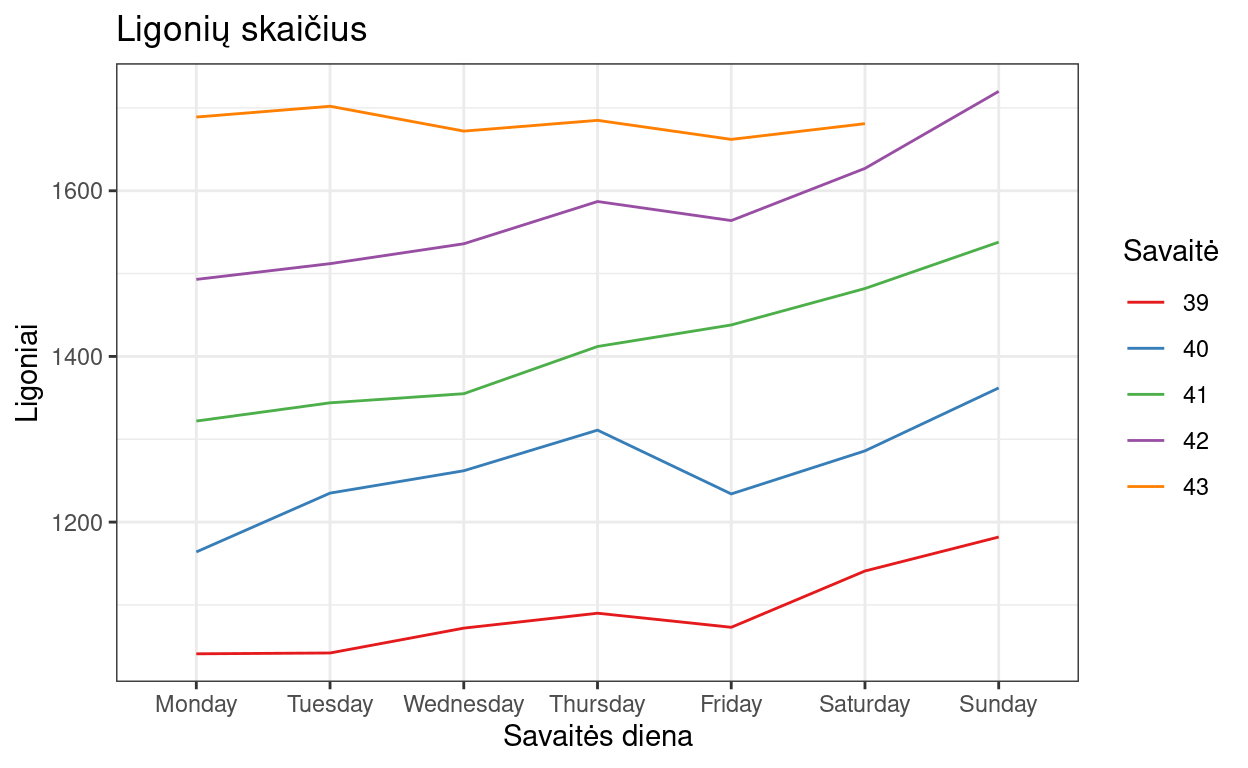 Ligonių skaičius
Ligoniai
1600
1400
1200
Monday Tuesday Wednesday Thursday Friday Saturday Sunday
Savaitės diena
Savaitė
39
40
41
42
43